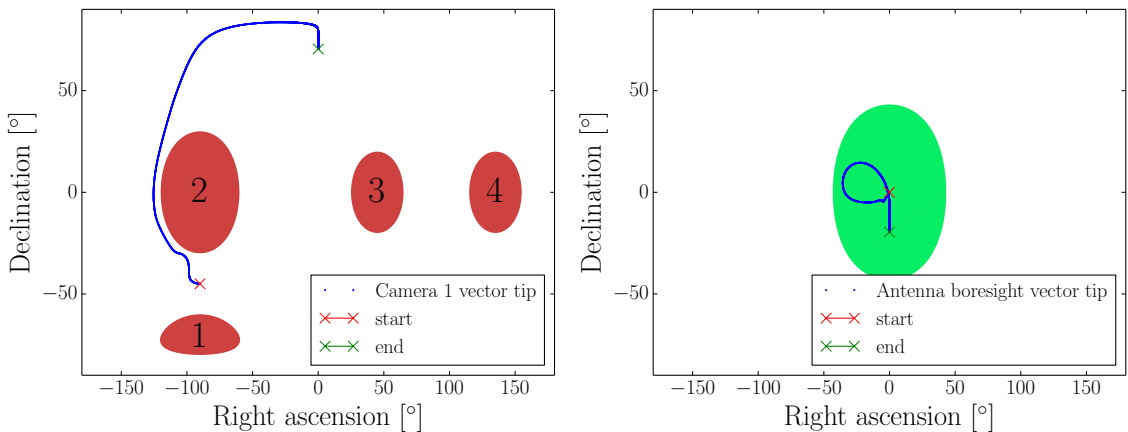 50
0
−50
Declination [°]
1
2
3
4
Camera 1 vector tip
start
end
−150 −100 −50 0 50 100 150
Right ascension [°]
50
0
−50
Declination [°]
Antenna boresight vector tip
start
end
−150 −100 −50 0 50 100 150
Right ascension [°]